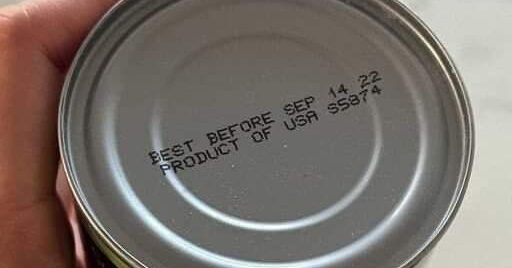 BEST BEFORE SEP 14 22
PRODUCT OF USA S5874